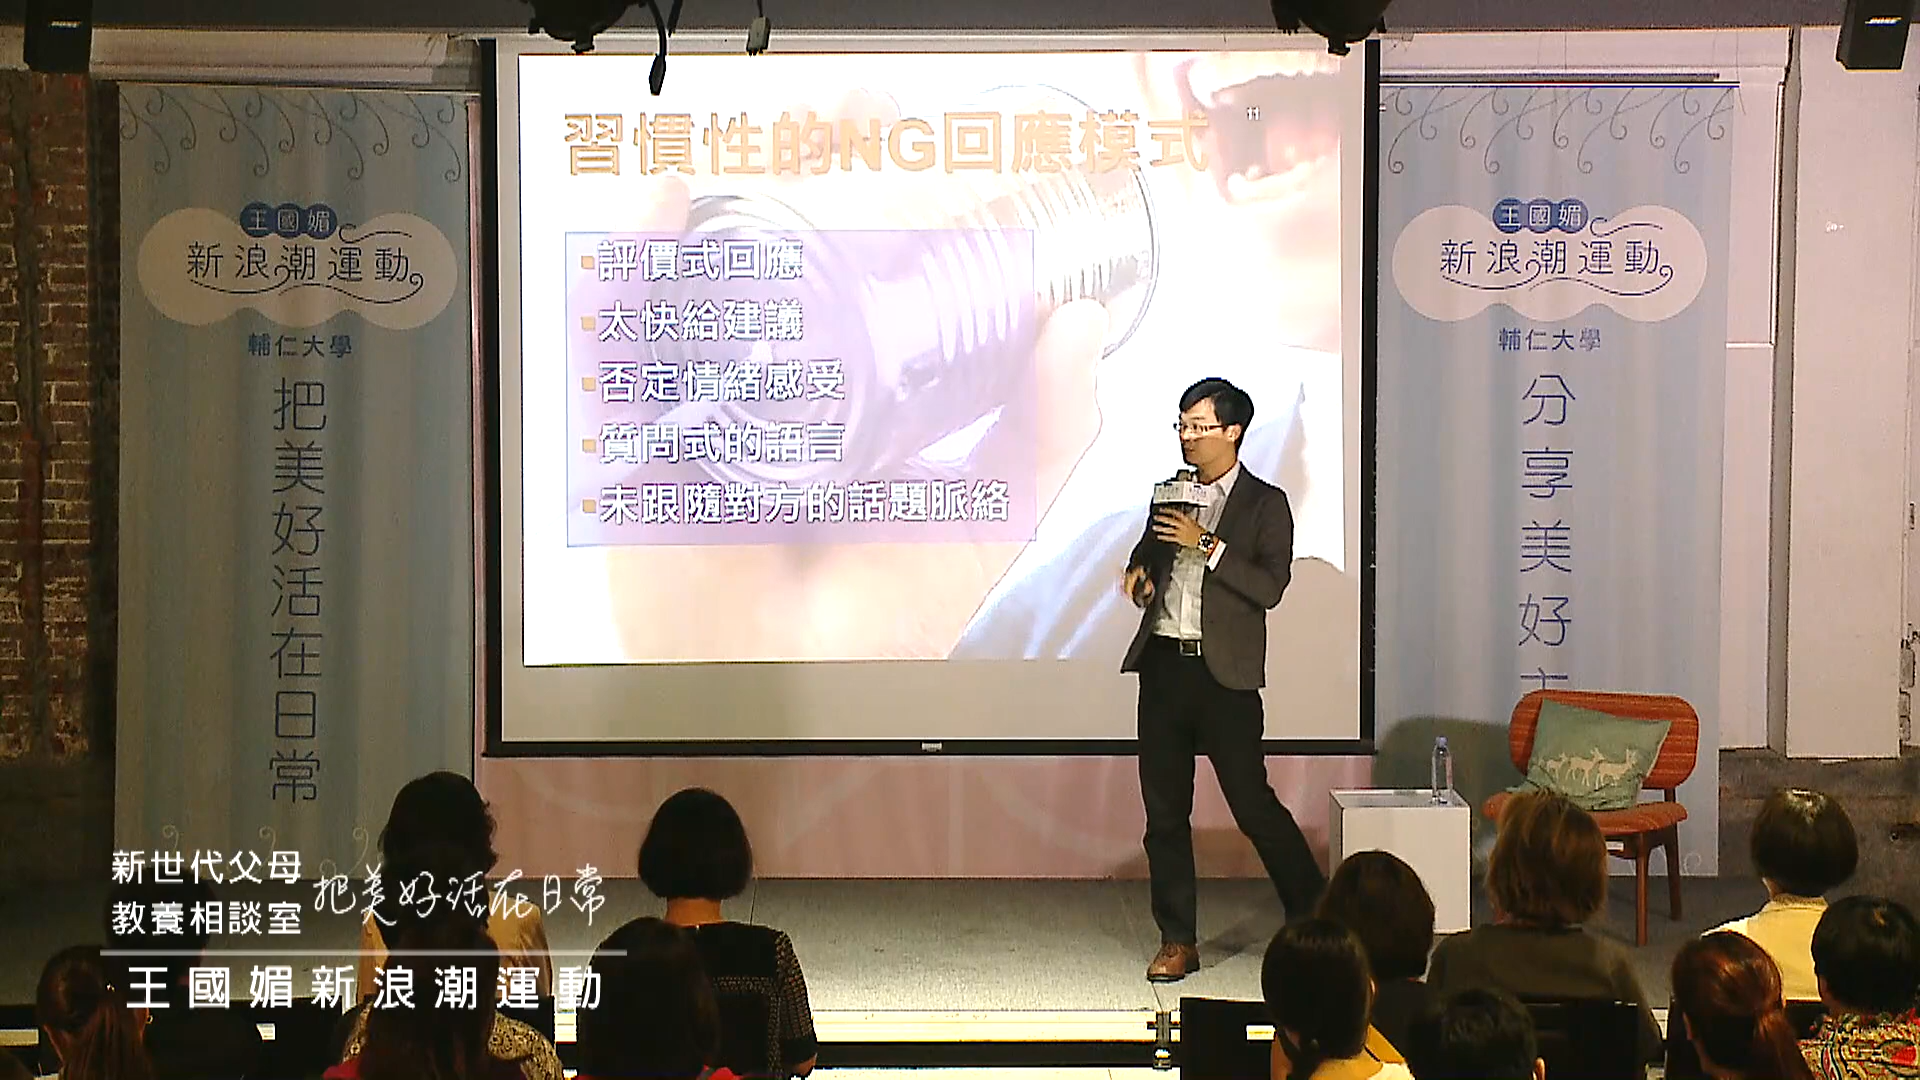 習慣性的NG回應模式
11
評價式回應
太快給建議
否定情緒感受
質問式的語言
未跟隨對方的話題脈絡
王國媚
新浪潮運動
輔仁大學
把美好活在日常
王國媚
新浪潮運動
輔仁大學
分享美好
新世代父母
教養相談室
把美好活在日常
王國媚新浪潮運動
BOSE